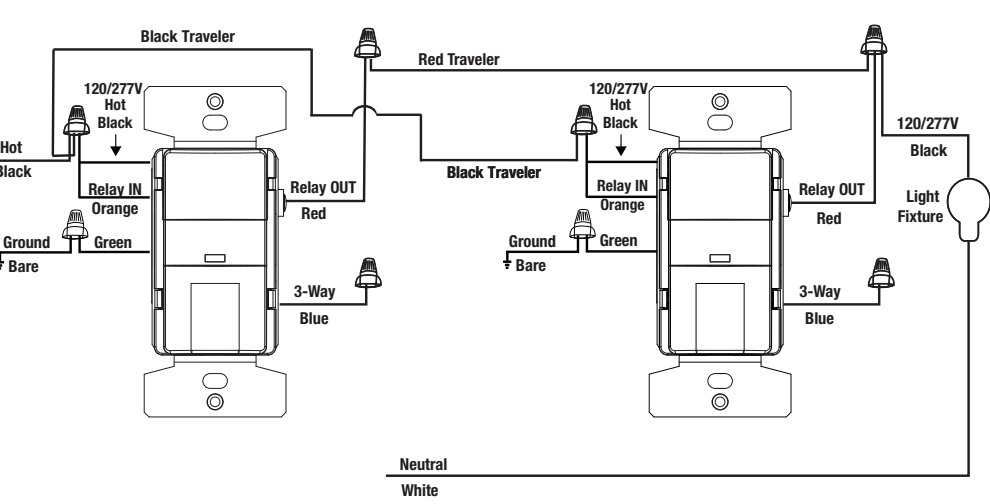 Black Traveler
Red Traveler
120/277V
Hot
Black
120/277V
Hot
Black
120/277V
Black
Hot
Black Traveler
Relay IN
Orange
Relay OUT
Red
Relay IN
Orange
Relay OUT
Red
Light
Fixture
Ground
Bare
Green
Ground
Bare
Green
3-Way
Blue
3-Way
Blue
Neutral
White